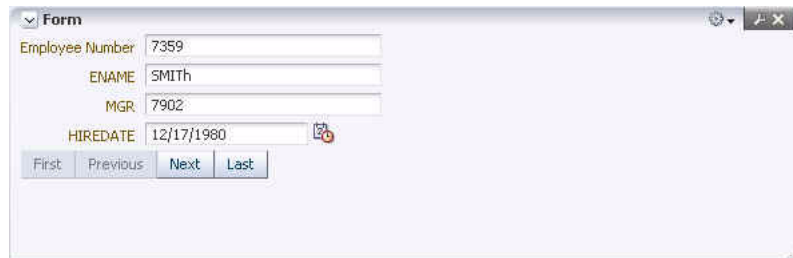 Form
Employee Number 7359
ENAME SMITh
MGR 7902
HIREDATE 12/17/1980
First Previous Next Last